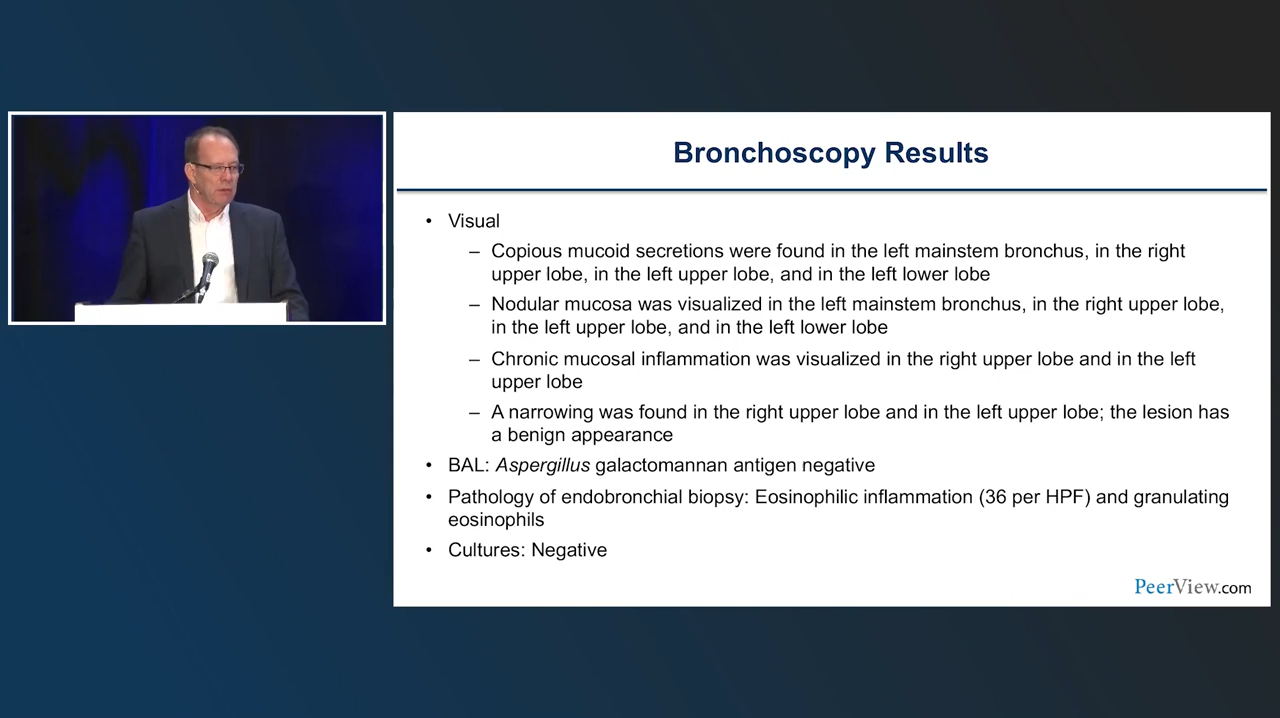 Bronchoscopy Results
• Visual
– Copious mucoid secretions were found in the left mainstem bronchus, in the right
upper lobe, in the left upper lobe, and in the left lower lobe
– Nodular mucosa was visualized in the left mainstem bronchus, in the right upper lobe,
in the left upper lobe, and in the left lower lobe
– Chronic mucosal inflammation was visualized in the right upper lobe and in the left
upper lobe
– A narrowing was found in the right upper lobe and in the left upper lobe; the lesion has
a benign appearance
• BAL: Aspergillus galactomannan antigen negative
• Pathology of endobronchial biopsy: Eosinophilic inflammation (36 per HPF) and granulating
eosinophils
• Cultures: Negative
PeerView.com